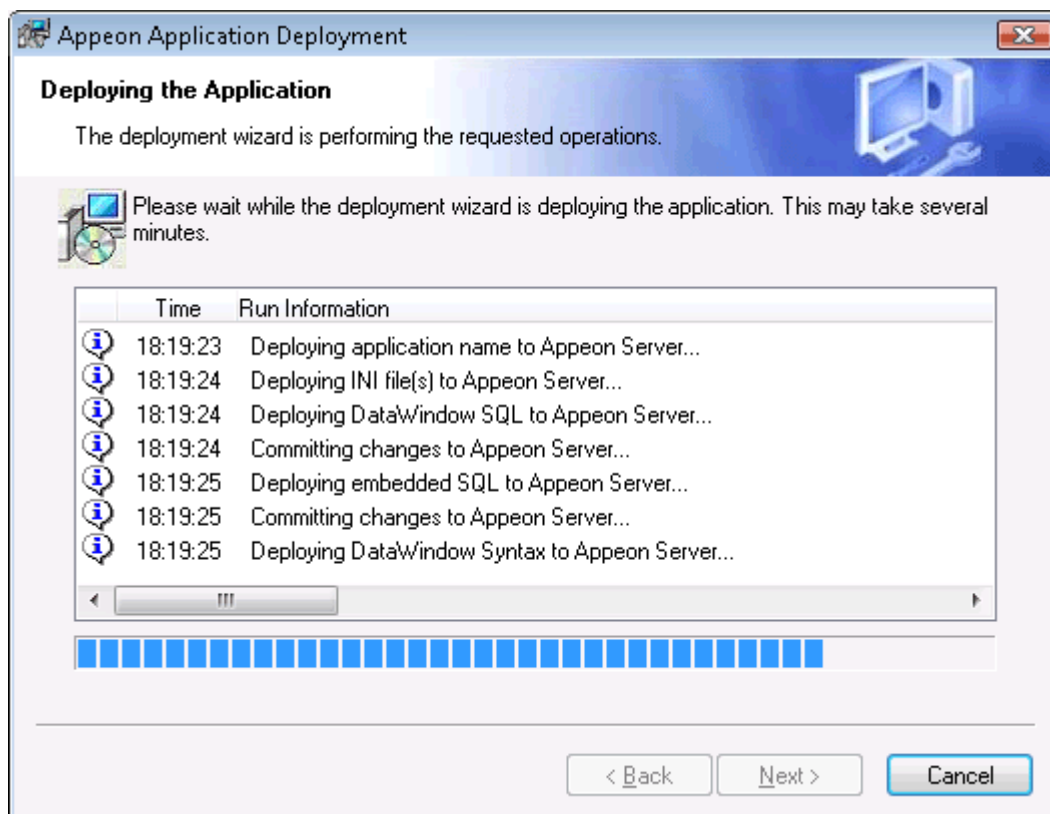 Appeon Application Deployment
Deploying the Application
The deployment wizard is performing the requested operations.
Please wait while the deployment wizard is deploying the application. This may take several
minutes.
Time Run Information
18:19:23 Deploying application name to Appeon Server...
18:19:24 Deploying INI file(s) to Appeon Server...
18:19:24 Deploying DataWindow SQL to Appeon Server...
18:19:24 Committing changes to Appeon Server...
18:19:25 Deploying embedded SQL to Appeon Server...
18:19:25 Committing changes to Appeon Server...
18:19:25 Deploying DataWindow Syntax to Appeon Server...
< Back Next > Cancel